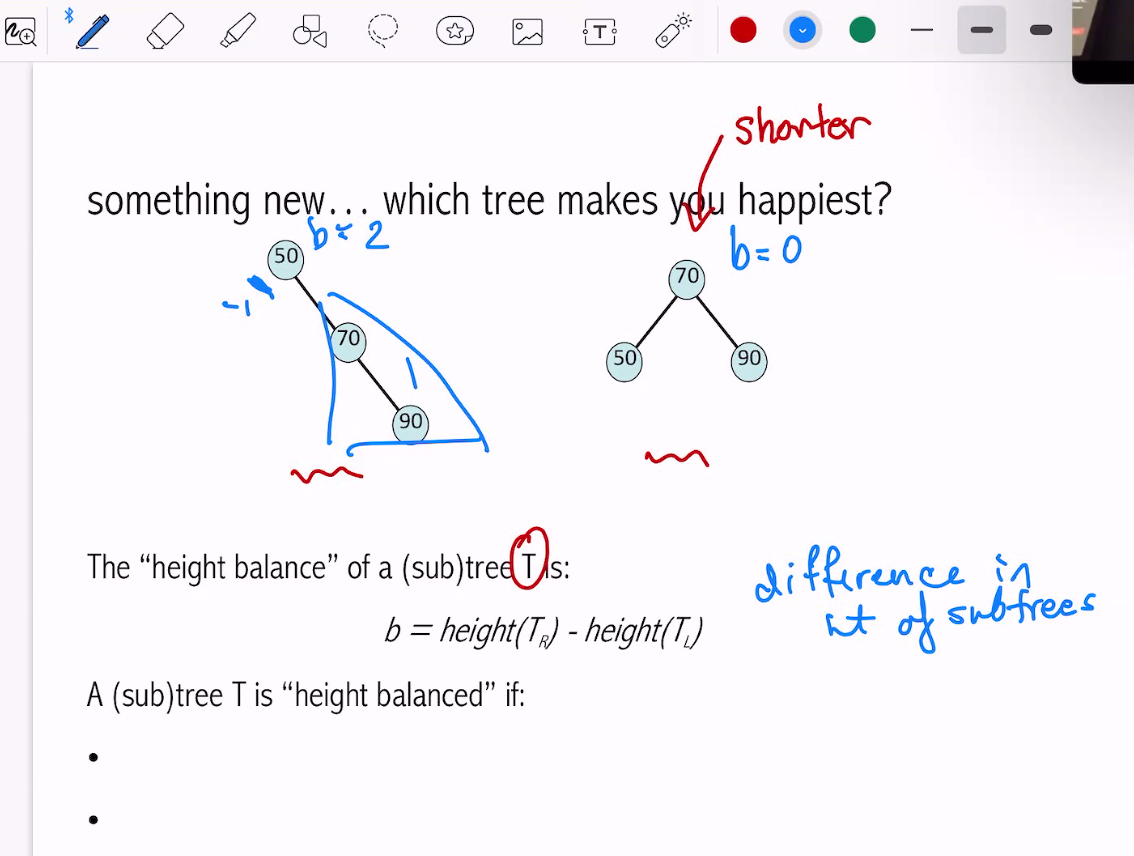 shorter
something new… which tree makes you happiest?
b = 2
b = 0
50
70
-1
70
1
50
90
90
The “height balance” of a (sub)tree T is:
difference in
ht of subtrees
b = height(TR) - height(TL)
A (sub)tree T is “height balanced” if:
•
•